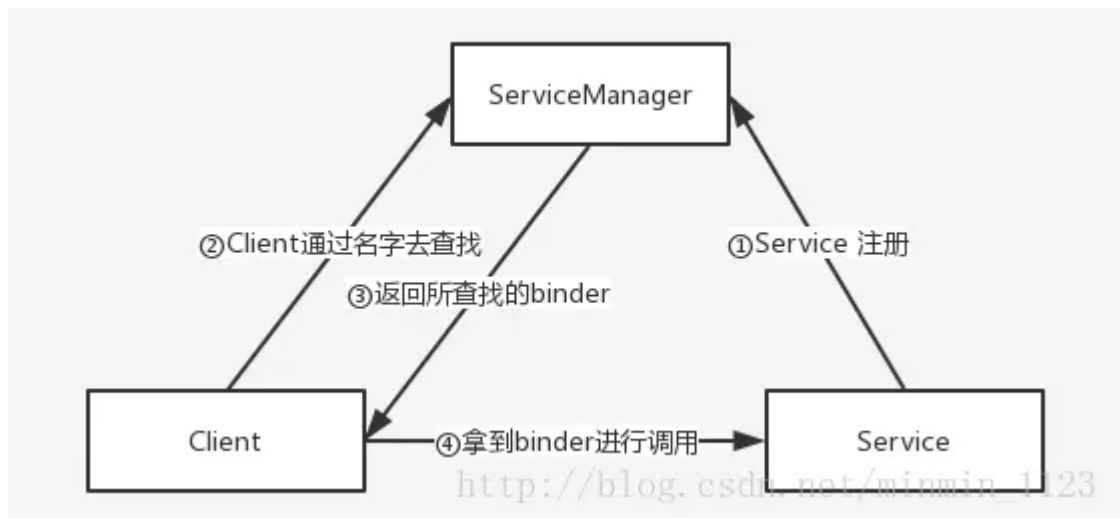 ServiceManager
②Client通过名字去查找
①Service 注册
③返回所查找的binder
Client
④拿到binder进行调用
Service
http://blog.csdn.net/minmin_1123